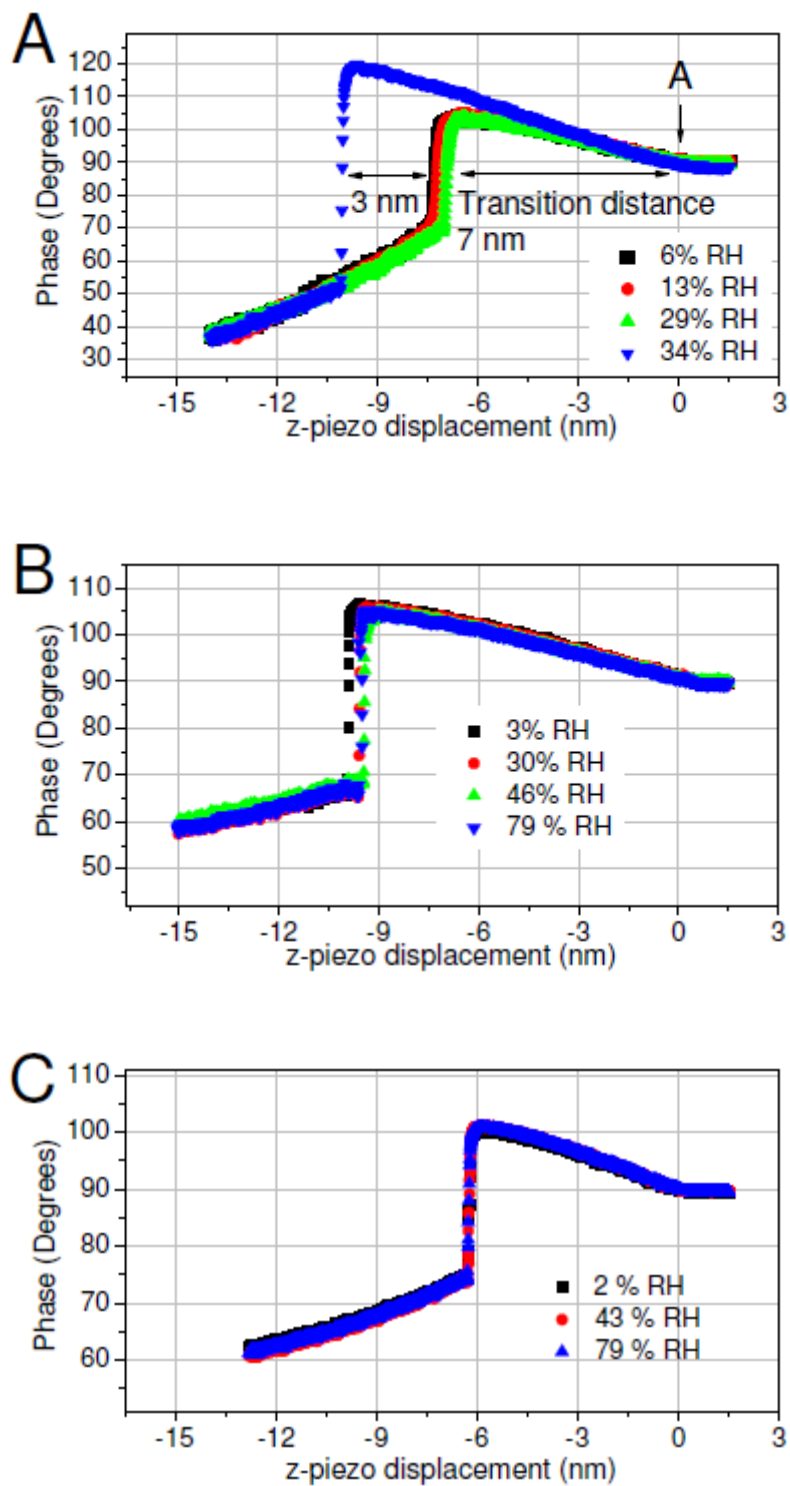 A
120
110
100
90
80
70
60
50
40
30
Phase (Degrees)
A
3 nm
Transition distance
7 nm
6% RH
13% RH
29% RH
34% RH
-15 -12 -9 -6 -3 0 3
z-piezo displacement (nm)
B
110
100
90
80
70
60
50
Phase (Degrees)
3% RH
30% RH
46% RH
79 % RH
-15 -12 -9 -6 -3 0 3
z-piezo displacement (nm)
C
110
100
90
80
70
60
Phase (Degrees)
2 % RH
43 % RH
79 % RH
-15 -12 -9 -6 -3 0 3
z-piezo displacement (nm)